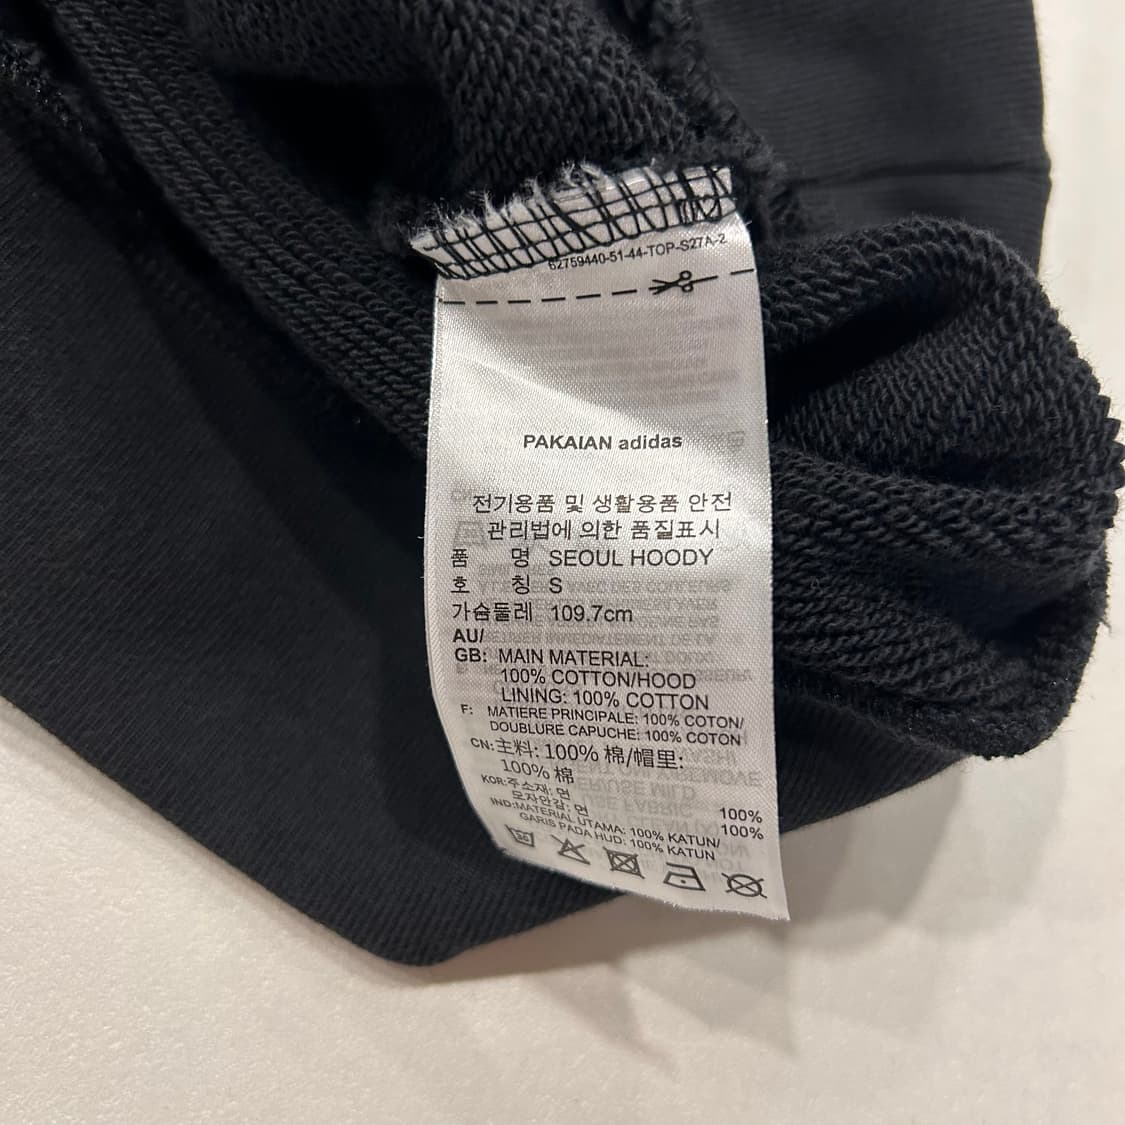 62759440-51-44-TOP-S27A-2
PAKAIAN adidas
전기용품 및 생활용품 안전
관리법에 의한 품질표시
품 명 SEOUL HOODY
호 칭 S
가슴둘레 109.7cm
AU/
GB: MAIN MATERIAL:
100% COTTON/HOOD
LINING: 100% COTTON
F: MATIERE PRINCIPALE: 100% COTON/
DOUBLURE CAPUCHE: 100% COTON
CN: 主料: 100% 棉/帽里:
100% 棉
KOR: 주소재: 면 100%
모자안감: 면 100%
IND: MATERIAL UTAMA: 100% KATUN/
GARIS PADA HUD: 100% KATUN